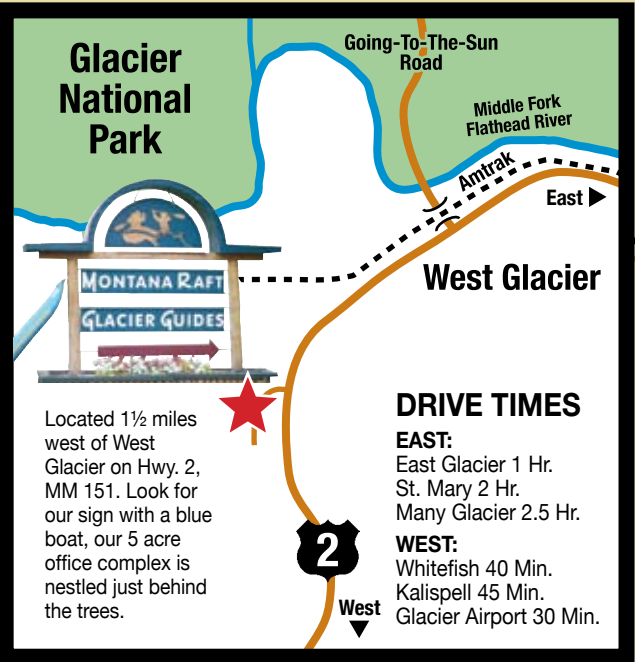 Glacier
National
Park
Going-To-The-Sun
Road
Middle Fork
Flathead River
Amtrak
East
West Glacier
MONTANA RAFT
GLACIER GUIDES
Located 1½ miles
west of West
Glacier on Hwy. 2,
MM 151. Look for
our sign with a blue
boat, our 5 acre
office complex is
nestled just behind
the trees.
DRIVE TIMES
EAST:
East Glacier 1 Hr.
St. Mary 2 Hr.
Many Glacier 2.5 Hr.
WEST:
Whitefish 40 Min.
Kalispell 45 Min.
Glacier Airport 30 Min.
2
West